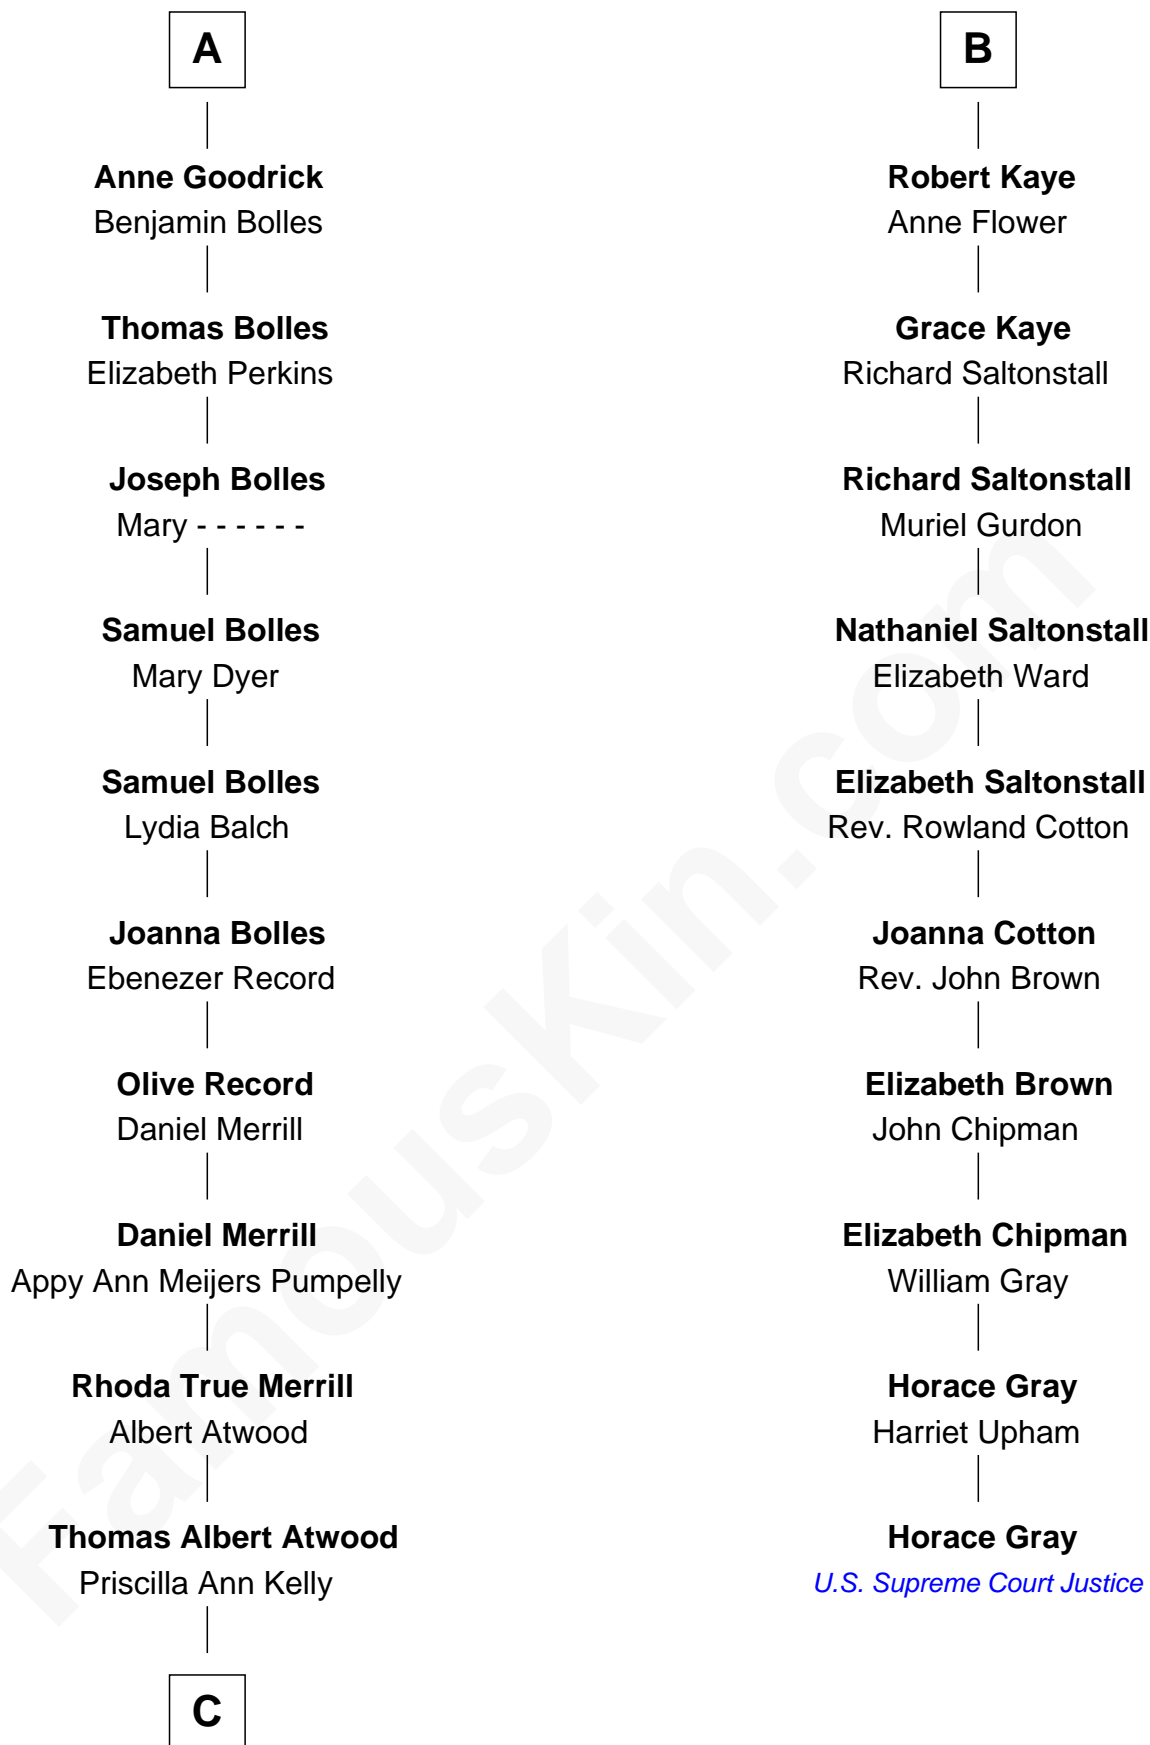 A
Anne Goodrick
Benjamin Bolles
Thomas Bolles
Elizabeth Perkins
Joseph Bolles
Mary - - - - - -
Samuel Bolles
Mary Dyer
Samuel Bolles
Lydia Balch
Joanna Bolles
Ebenezer Record
Olive Record
Daniel Merrill
Daniel Merrill
Appy Ann Meijers Pumpelly
Rhoda True Merrill
Albert Atwood
Thomas Albert Atwood
Priscilla Ann Kelly
C
B
Robert Kaye
Anne Flower
Grace Kaye
Richard Saltonstall
Richard Saltonstall
Muriel Gurdon
Nathaniel Saltonstall
Elizabeth Ward
Elizabeth Saltonstall
Rev. Rowland Cotton
Joanna Cotton
Rev. John Brown
Elizabeth Brown
John Chipman
Elizabeth Chipman
William Gray
Horace Gray
Harriet Upham
Horace Gray
U.S. Supreme Court Justice
FamousKin.com